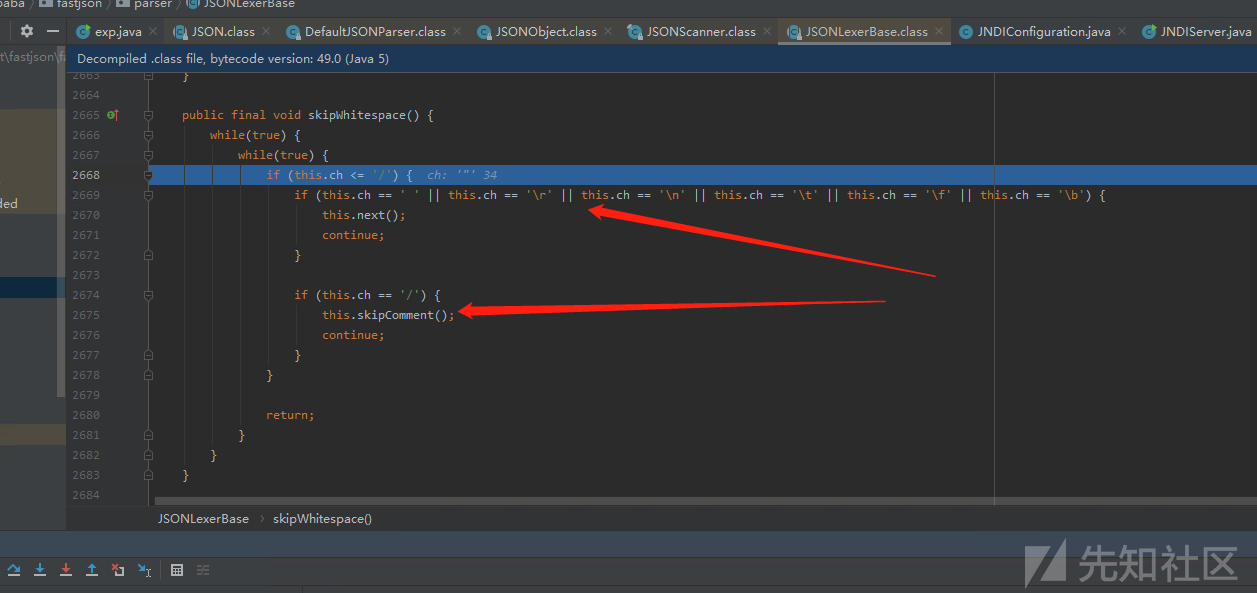 baba fastjson parser JSONLexerBase
exp.java JSON.class DefaultJSONParser.class JSONObject.class JSONScanner.class JSONLexerBase.class JNDIConfiguration.java JNDIServer.java
t\fastjson\fa
Decompiled .class file, bytecode version: 49.0 (Java 5)
2663 }
2664
2665 public final void skipWhitespace() {
2666 while(true) {
2667 while(true) {
2668 if (this.ch <= '/') { ch: '"' 34
2669 if (this.ch == ' ' || this.ch == '\r' || this.ch == '\n' || this.ch == '\t' || this.ch == '\f' || this.ch == '\b') {
ded
2670 this.next();
2671 continue;
2672 }
2673
2674 if (this.ch == '/') {
2675 this.skipComment();
2676 continue;
2677 }
2678 }
2679
2680 return;
2681 }
2682 }
2683 }
2684
JSONLexerBase › skipWhitespace()
先知社区